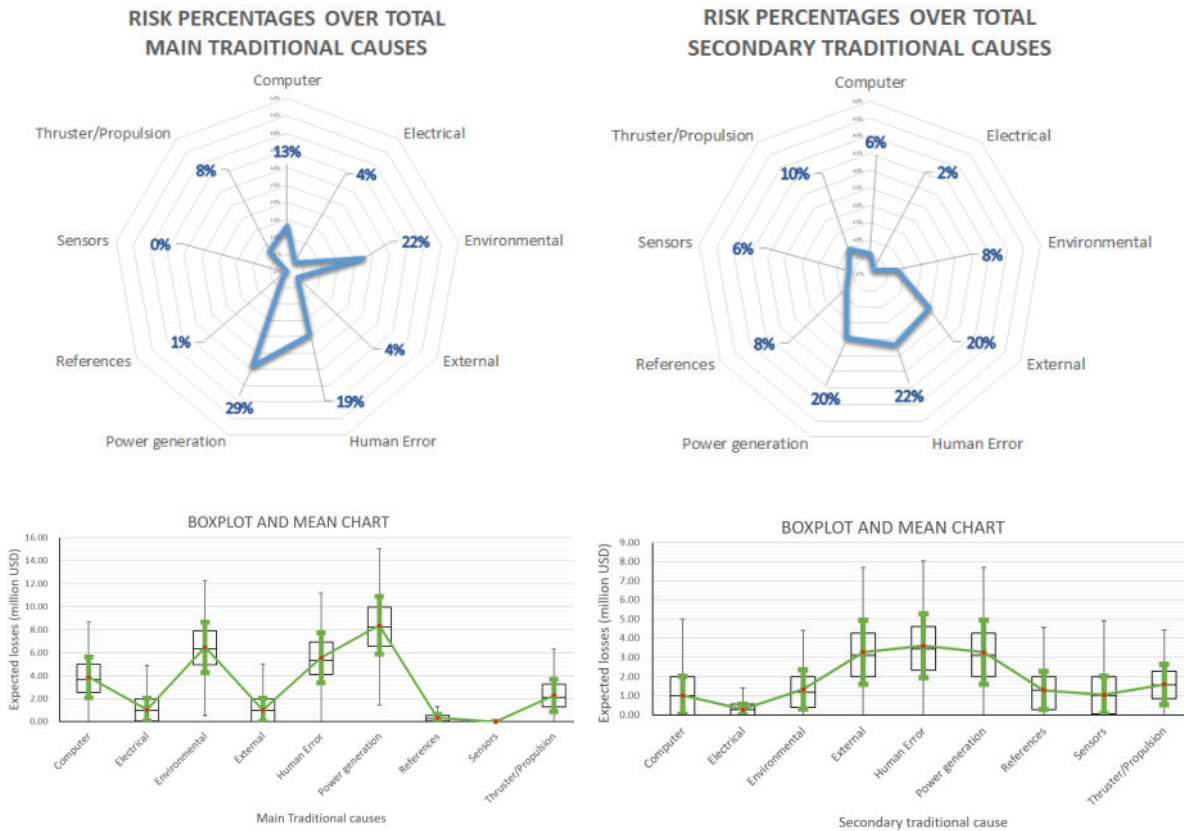 RISK PERCENTAGES OVER TOTAL
MAIN TRADITIONAL CAUSES
Computer
Electrical
Thruster/Propulsion
13%
4%
8%
Sensors
0%
22%
Environmental
References
1%
4%
External
29%
19%
Power generation
Human Error
RISK PERCENTAGES OVER TOTAL
SECONDARY TRADITIONAL CAUSES
Computer
Electrical
Thruster/Propulsion
6%
2%
10%
Sensors
6%
8%
Environmental
References
8%
20%
External
20%
22%
Power generation
Human Error
BOXPLOT AND MEAN CHART
Expected losses (million USD)
16.00
14.00
12.00
10.00
8.00
6.00
4.00
2.00
0.00
Computer
Electrical
Environmental
External
Human Error
Power generation
References
Sensors
Thruster/Propulsion
Main Traditional causes
BOXPLOT AND MEAN CHART
Expected losses (million USD)
9.00
8.00
7.00
6.00
5.00
4.00
3.00
2.00
1.00
0.00
Computer
Electrical
Environmental
External
Human Error
Power generation
References
Sensors
Thruster/Propulsion
Secondary traditional cause